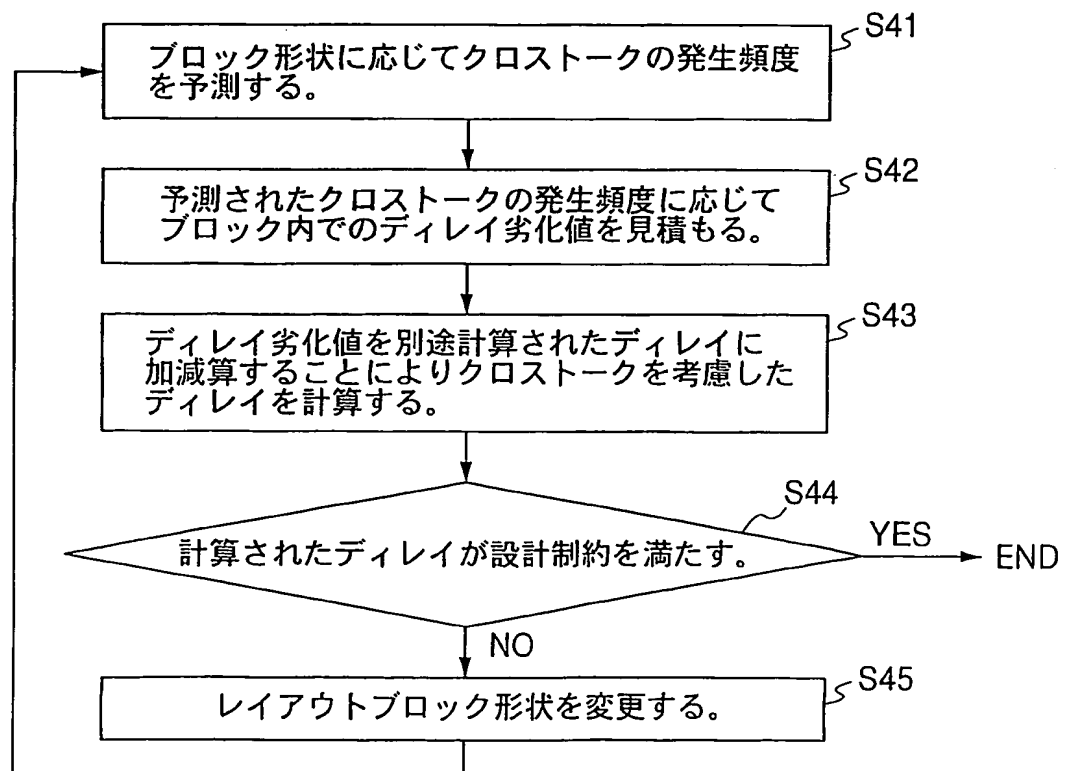 S41
ブロック形状に応じてクロストークの発生頻度
を予測する。
S42
予測されたクロストークの発生頻度に応じて
ブロック内でのディレイ劣化値を見積もる。
S43
ディレイ劣化値を別途計算されたディレイに
加減算することによりクロストークを考慮した
ディレイを計算する。
S44
計算されたディレイが設計制約を満たす。
YES
END
NO
S45
レイアウトブロック形状を変更する。